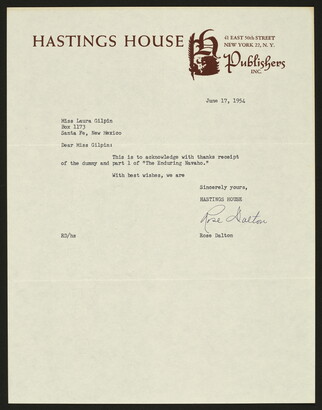 HASTINGS HOUSE
41 EAST 50th STREET
NEW YORK 22, N. Y.
Publishers
INC.
June 17, 1954
Miss Laura Gilpin
Box 1173
Santa Fe, New Mexico
Dear Miss Gilpin:
This is to acknowledge with thanks receipt
of the dummy and part 1 of "The Enduring Navaho."
With best wishes, we are
Sincerely yours,
HASTINGS HOUSE
Rose Dalton
RD/hs
Rose Dalton